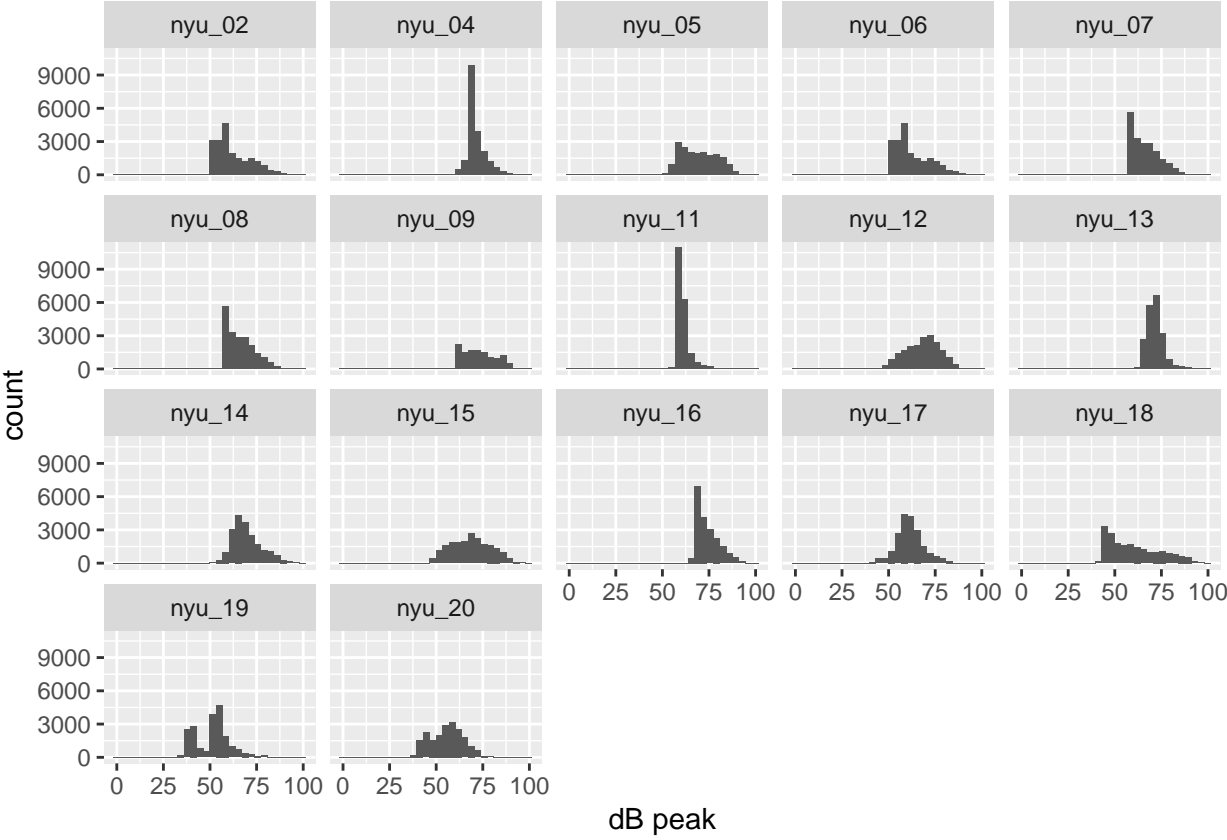 nyu_02 nyu_04 nyu_05 nyu_06 nyu_07
9000
6000
3000
0
nyu_08 nyu_09 nyu_11 nyu_12 nyu_13
9000
6000
3000
0
count
nyu_14 nyu_15 nyu_16 nyu_17 nyu_18
9000
6000
3000
0
0 25 50 75 100 0 25 50 75 100 0 25 50 75 100
nyu_19 nyu_20
9000
6000
3000
0
0 25 50 75 100 0 25 50 75 100
dB peak